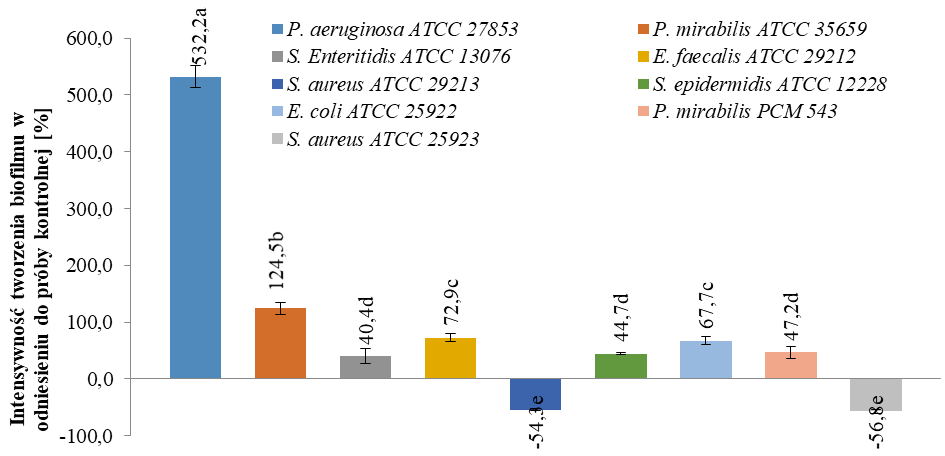 Intensywność tworzenia biofilmu w
odniesieniu do próby kontrolnej [%]
600,0
500,0
400,0
300,0
200,0
100,0
0,0
-100,0
P. aeruginosa ATCC 27853
P. mirabilis ATCC 35659
S. Enteritidis ATCC 13076
E. faecalis ATCC 29212
S. aureus ATCC 29213
S. epidermidis ATCC 12228
E. coli ATCC 25922
P. mirabilis PCM 543
S. aureus ATCC 25923
532,2a
124,5b
40,4d
72,9c
-54,3e
44,7d
67,7c
47,2d
-56,8e